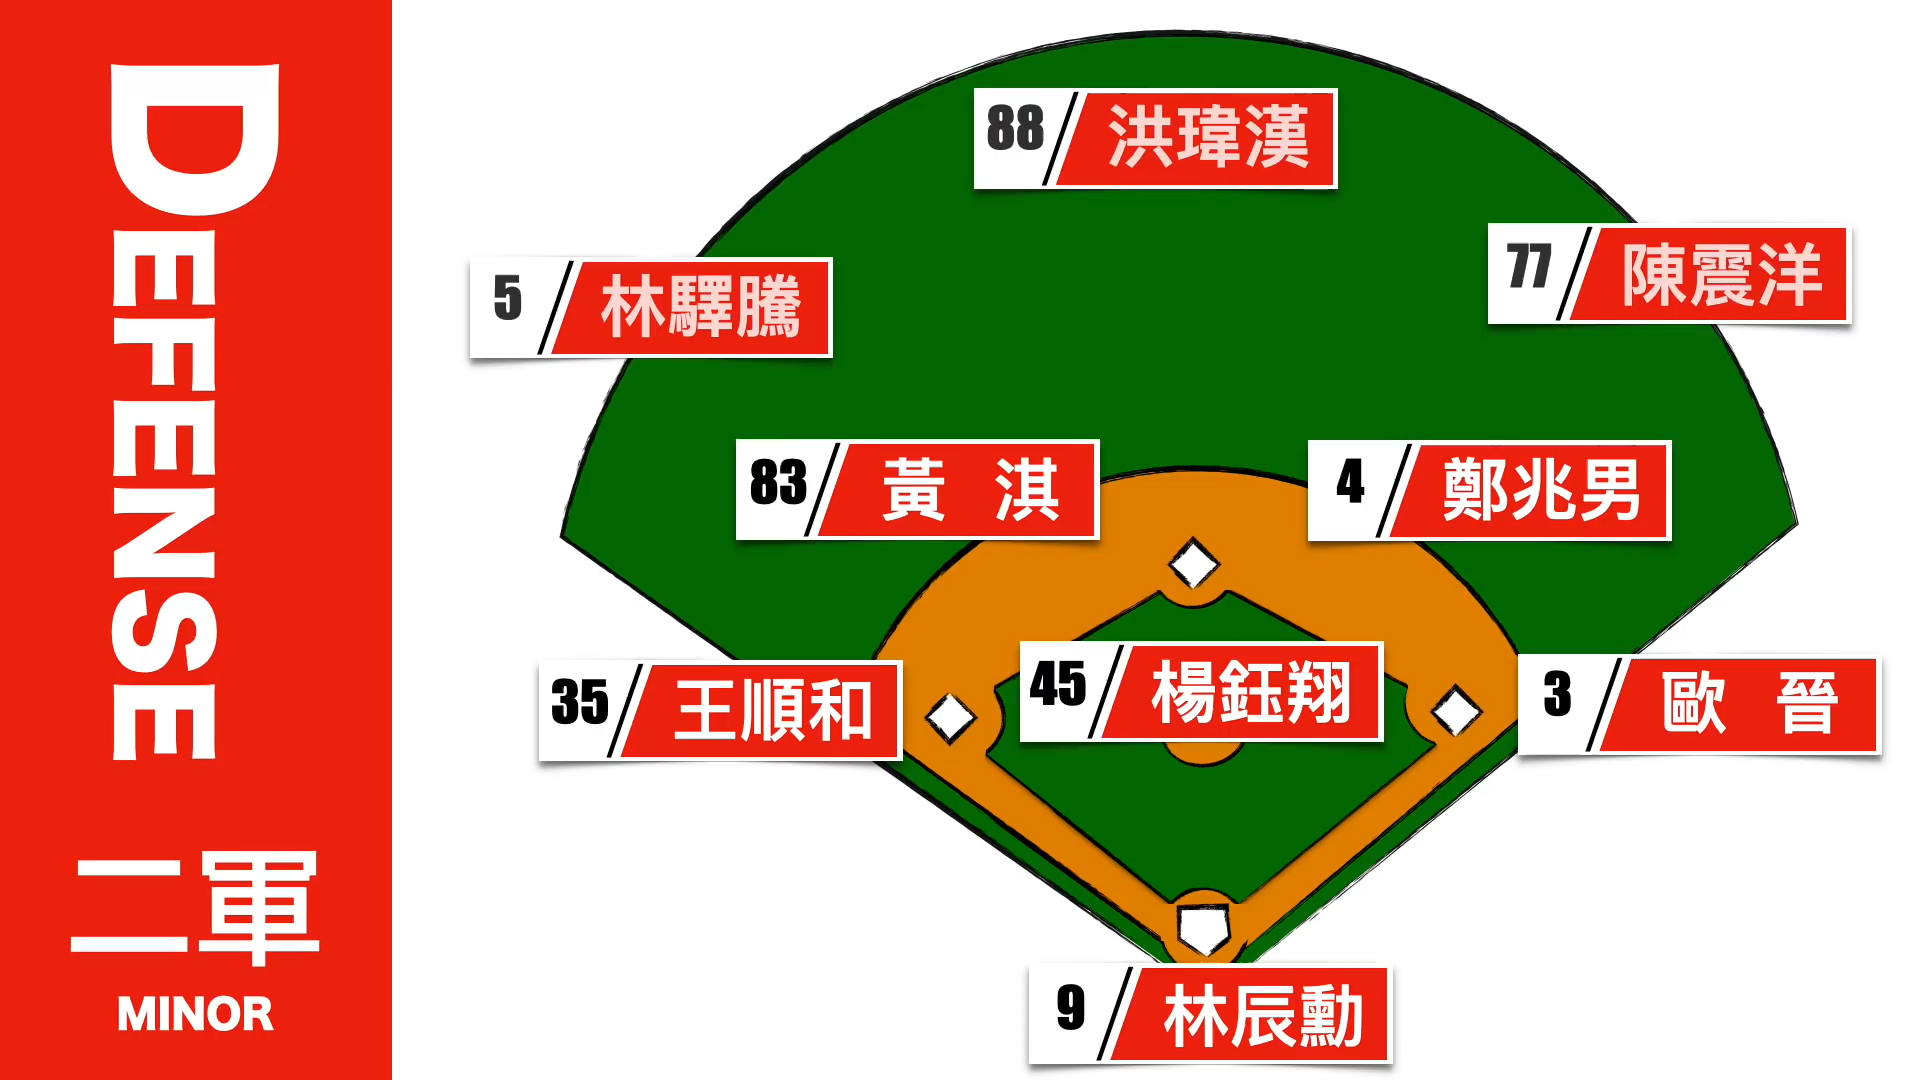 DEFENSE
二軍
MINOR
88 洪瑋漢
77 陳震洋
5 林驛騰
83 黃 淇
4 鄭兆男
45 楊鈺翔
3 歐 晉
35 王順和
9 林辰勳